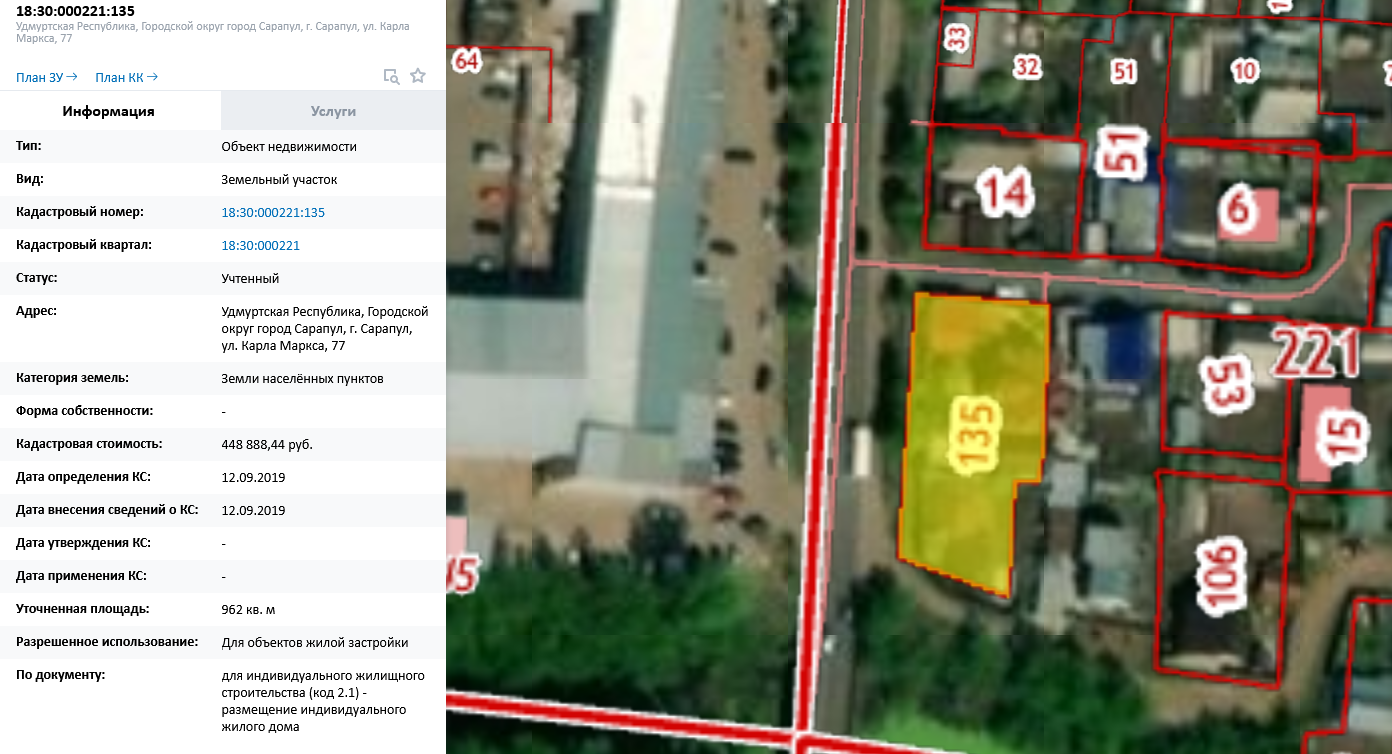 18:30:000221:135
Удмуртская Республика, Городской округ город Сарапул, г. Сарапул, ул. Карла
Маркса, 77
План ЗУ→ План КК→
Информация Услуги
Тип: Объект недвижимости
Вид: Земельный участок
Кадастровый номер: 18:30:000221:135
Кадастровый квартал: 18:30:000221
Статус: Учтенный
Адрес: Удмуртская Республика, Городской
округ город Сарапул, г. Сарапул,
ул. Карла Маркса, 77
Категория земель: Земли населённых пунктов
Форма собственности: -
Кадастровая стоимость: 448 888,44 руб.
Дата определения КС: 12.09.2019
Дата внесения сведений о КС: 12.09.2019
Дата утверждения КС: -
Дата применения КС: -
Уточненная площадь: 962 кв. м
Разрешенное использование: Для объектов жилой застройки
По документу: для индивидуального жилищного
строительства (код 2.1) -
размещение индивидуального
жилого дома
64
33
32
51
10
14
51
6
135
53
221
15
106